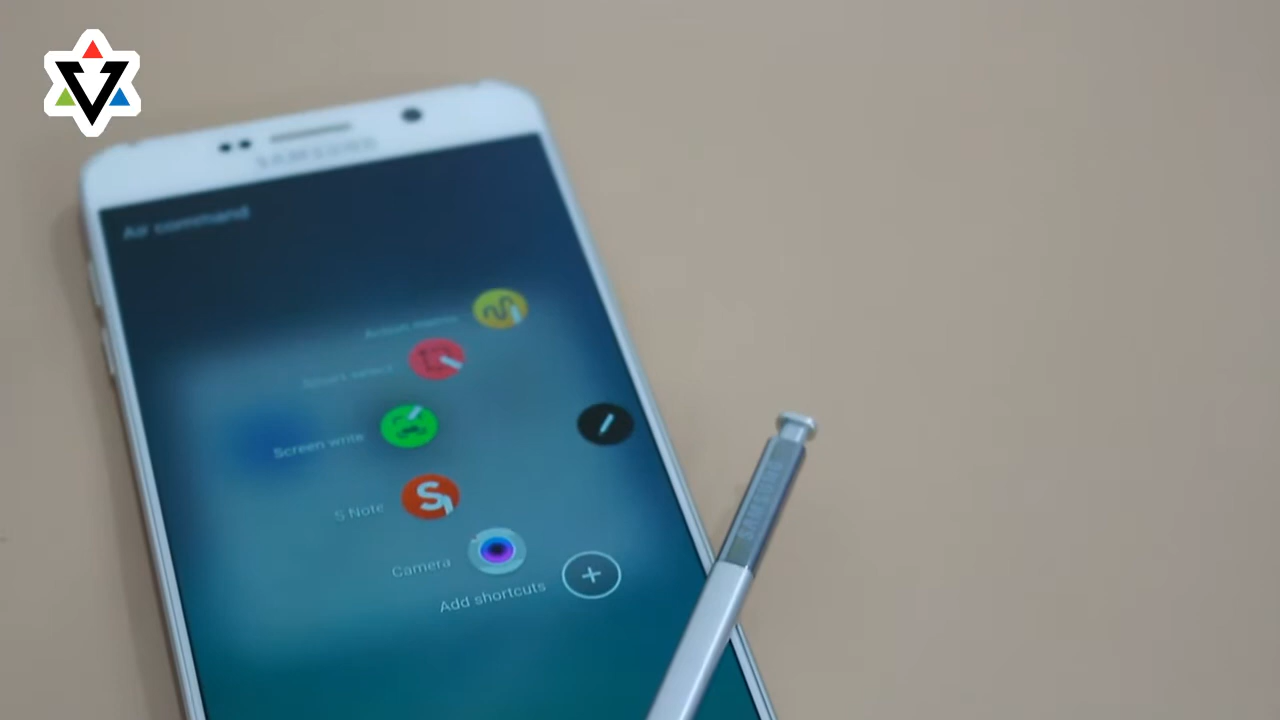 SAMSUNG
Air command
Action memo
Smart select
Screen write
S Note
Camera
Add shortcuts
SAMSUNG